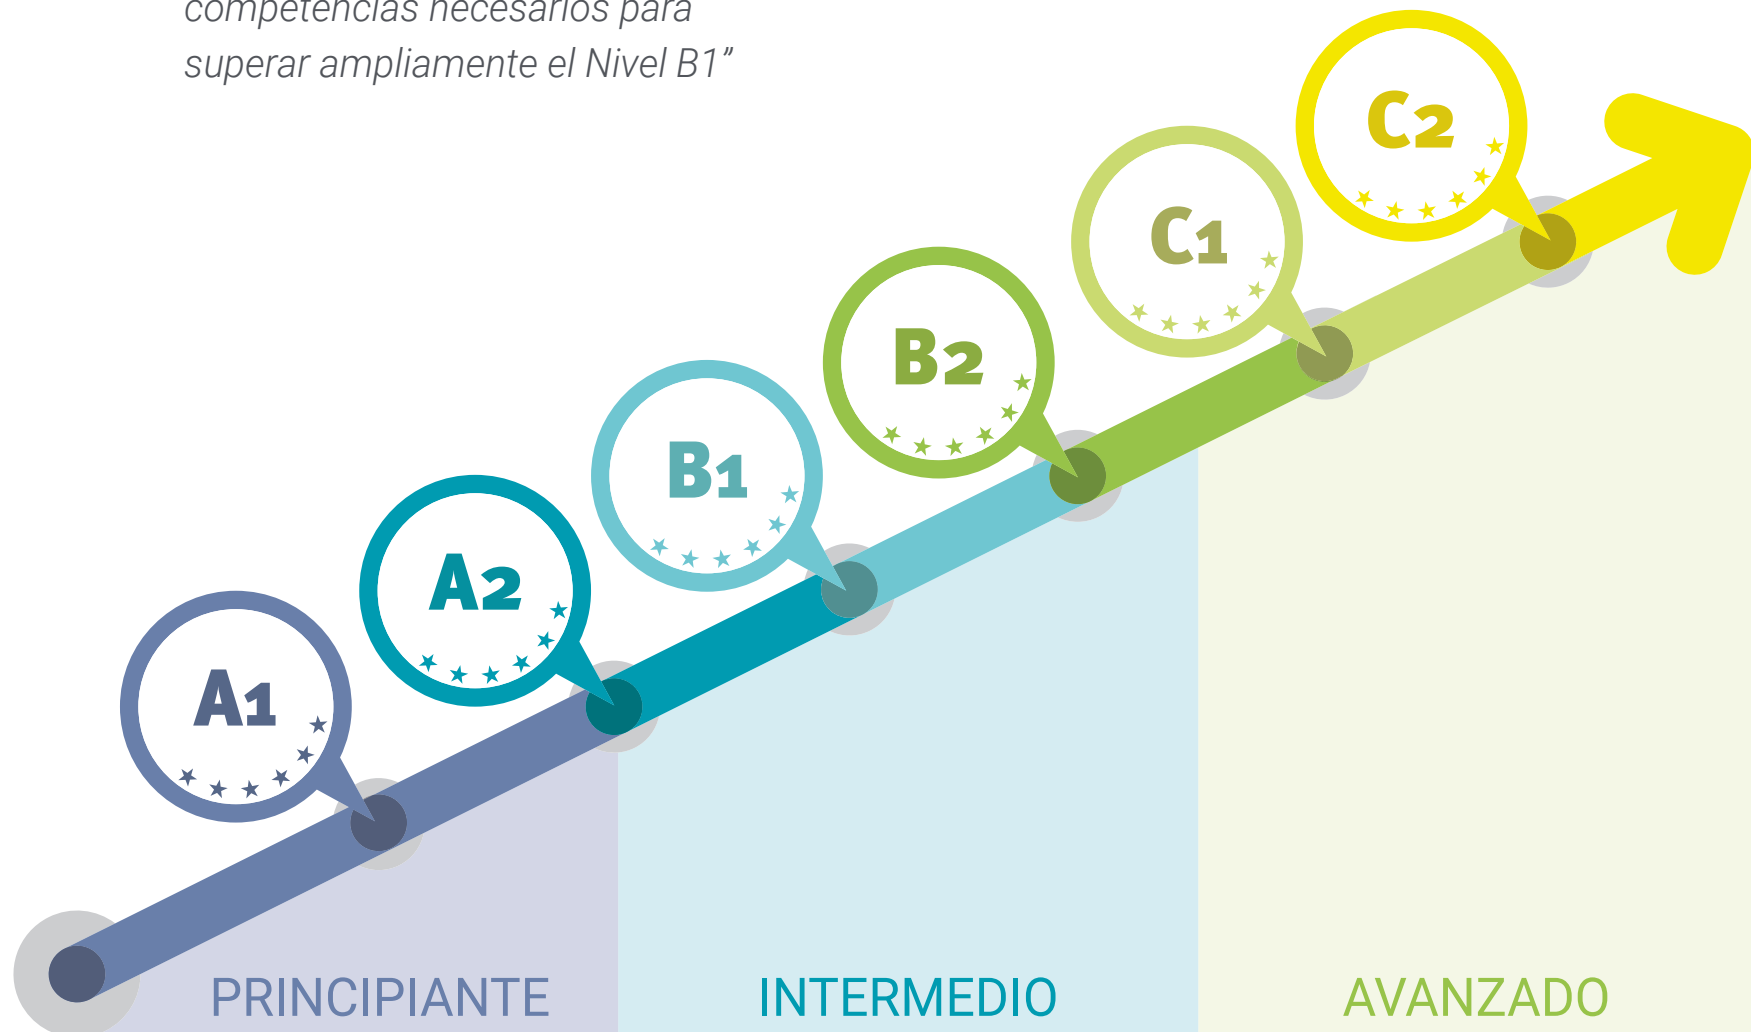 competencias necesarios para
superar ampliamente el Nivel B1”
C2
C1
B2
B1
A2
A1
PRINCIPIANTE
INTERMEDIO
AVANZADO